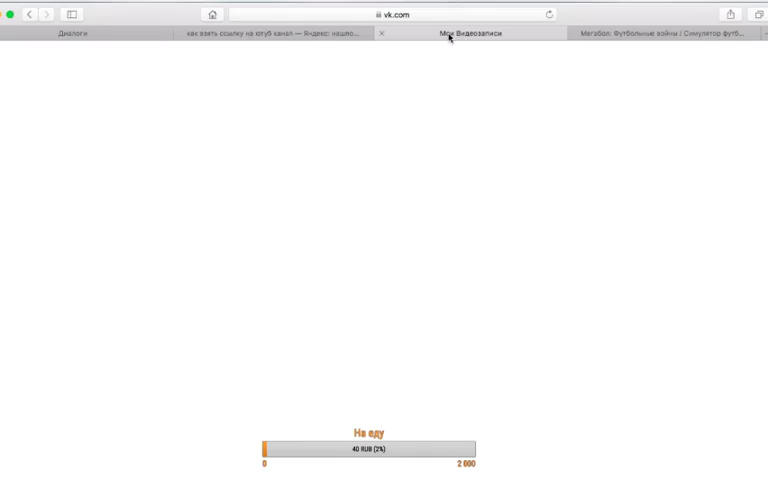 vk.com
Диалоги
как взять ссылку на ютуб канал — Яндекс: нашло...
Мои Видеозаписи
Мегабол: Футбольные войны / Симулятор футб...
На еду
40 RUB (2%)
0
2 000